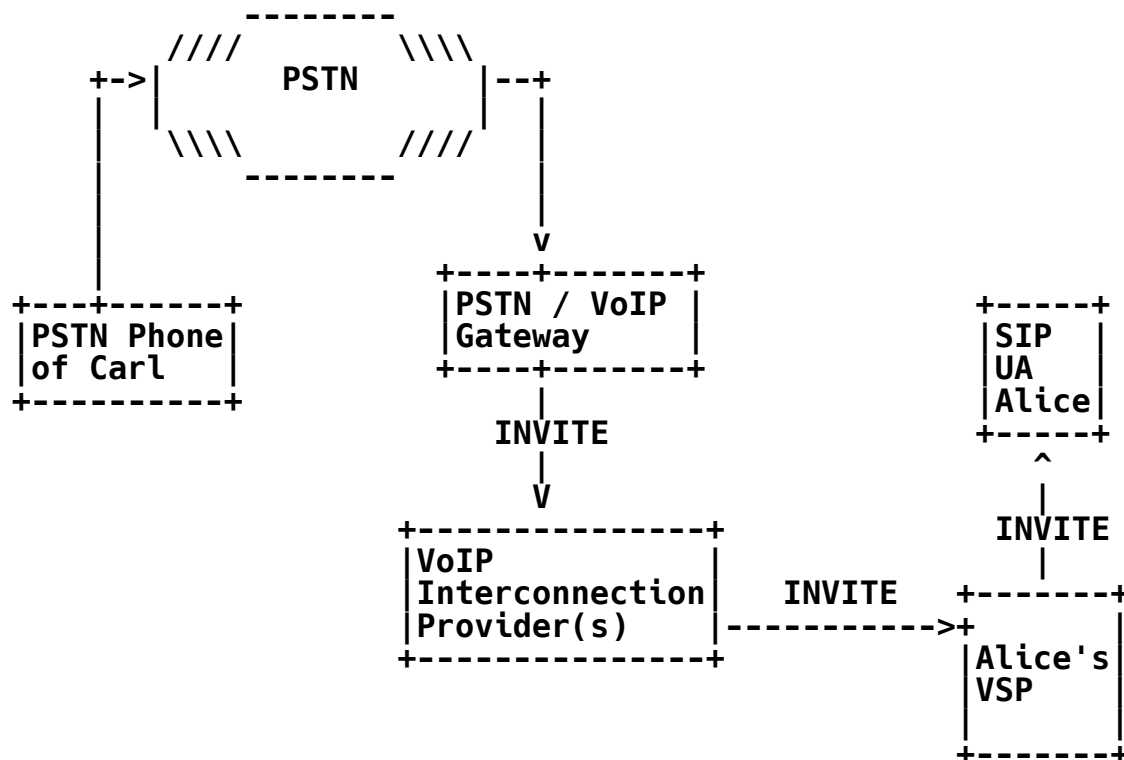 PSTN
PSTN / VoIP
Gateway
PSTN Phone
of Carl
SIP
UA
Alice
INVITE
INVITE
VoIP
Interconnection
Provider(s)
INVITE
Alice's
VSP